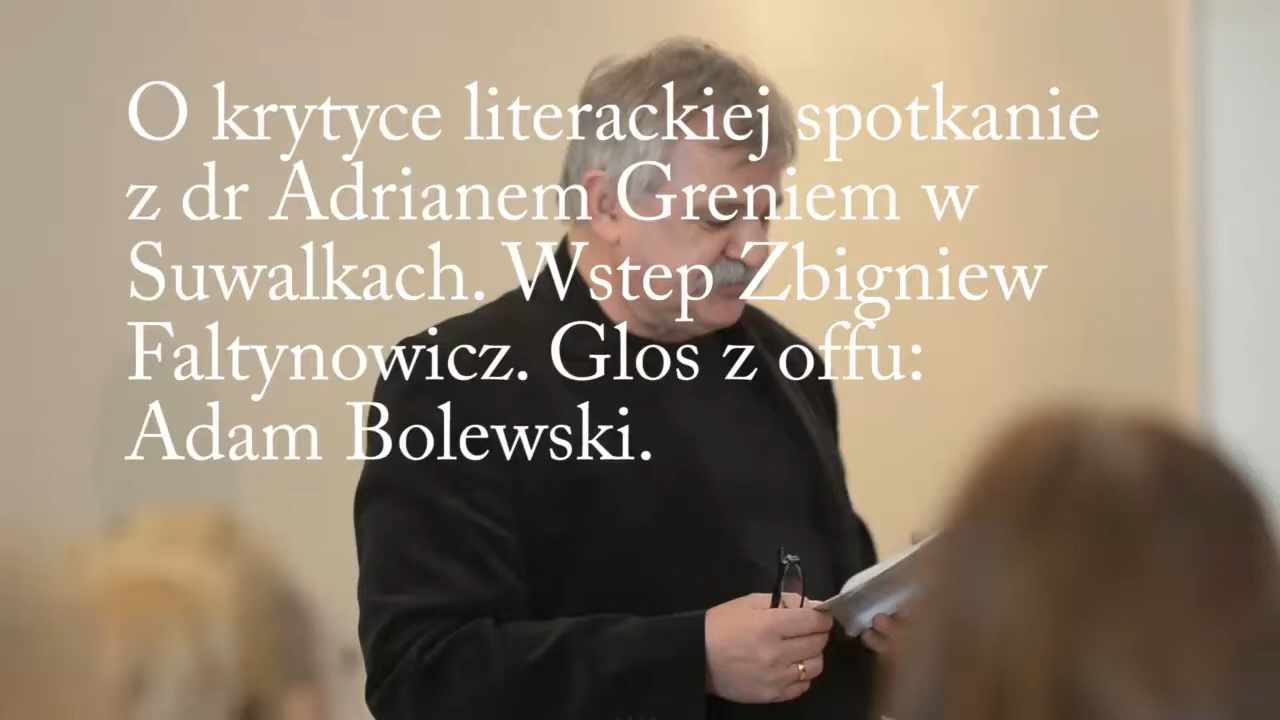 O krytyce literackiej spotkanie
z dr Adrianem Greniem w
Suwalkach. Wstep Zbigniew
Faltynowicz. Glos z offu:
Adam Bolewski.